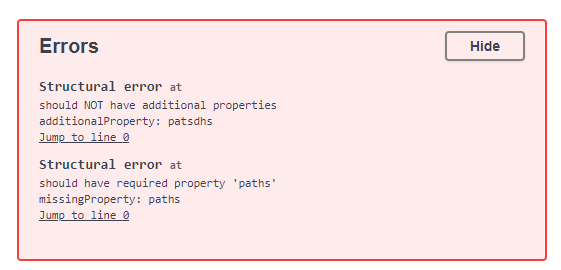 Errors
Hide
Structural error at
should NOT have additional properties
additionalProperty: patsdhs
Jump to line 0
Structural error at
should have required property 'paths'
missingProperty: paths
Jump to line 0